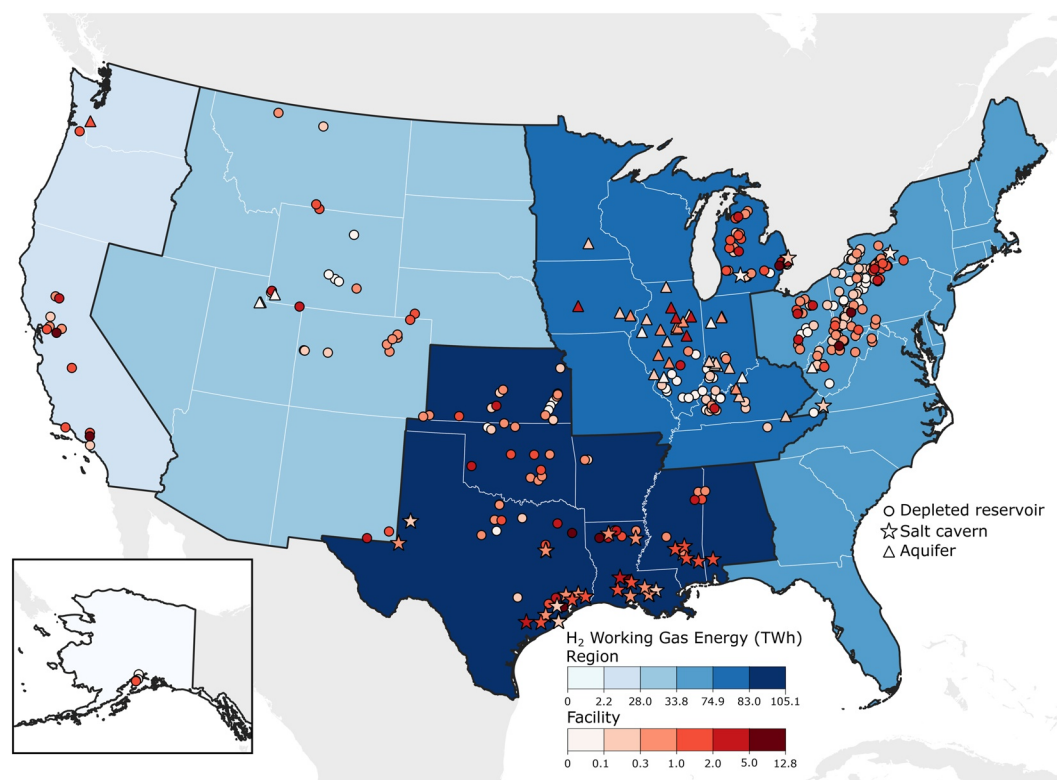 Depleted reservoir
Salt cavern
Aquifer
H₂ Working Gas Energy (TWh)
Region
0 2.2 28.0 33.8 74.9 83.0 105.1
Facility
0 0.1 0.3 1.0 2.0 5.0 12.8